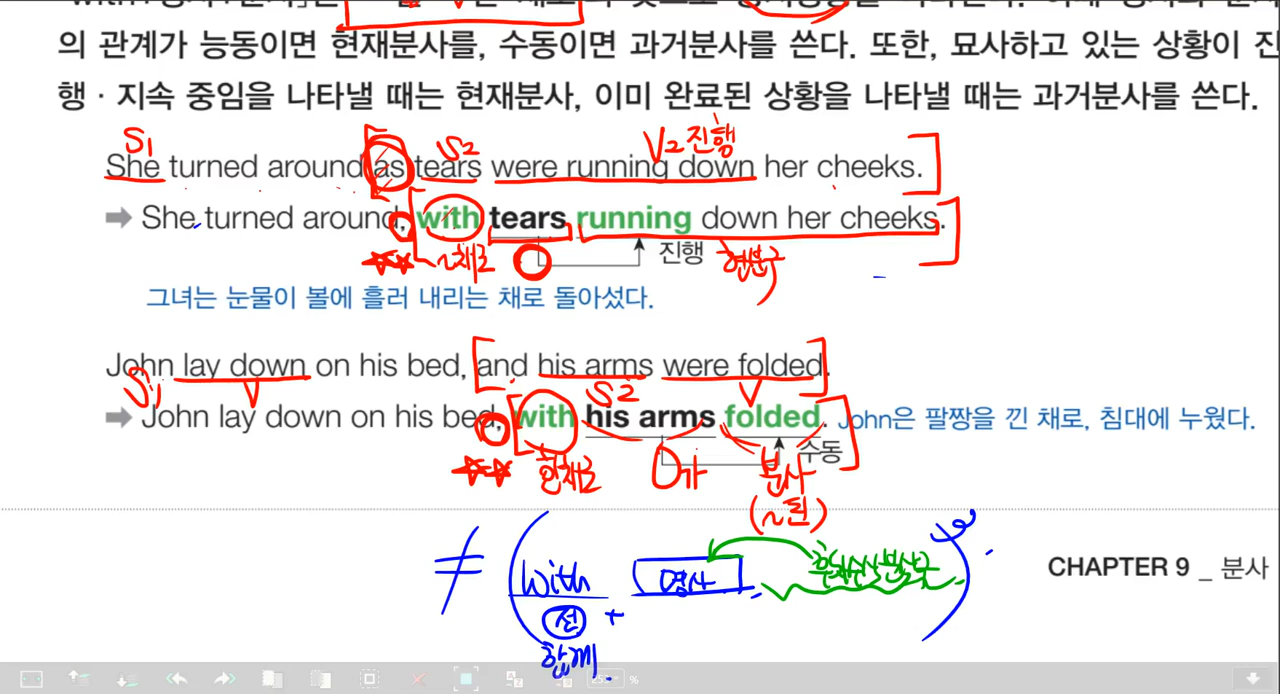 의 관계가 능동이면 현재분사를, 수동이면 과거분사를 쓴다. 또한, 묘사하고 있는 상황이 진
행 · 지속 중임을 나타낼 때는 현재분사, 이미 완료된 상황을 나타낼 때는 과거분사를 쓴다.
S1 S2 V2 진행
She turned around as tears were running down her cheeks.
➡ She turned around, with tears running down her cheeks.
~채로 진행 현분구
그녀는 눈물이 볼에 흘러 내리는 채로 돌아섰다.
John lay down on his bed, and his arms were folded.
S1 V S2 V
➡ John lay down on his bed, with his arms folded. John은 팔짱을 낀 채로, 침대에 누웠다.
수동
한채로 가 분사
(~된)
≠ (with 명사 )
전 +
함께
CHAPTER 9 _ 분사